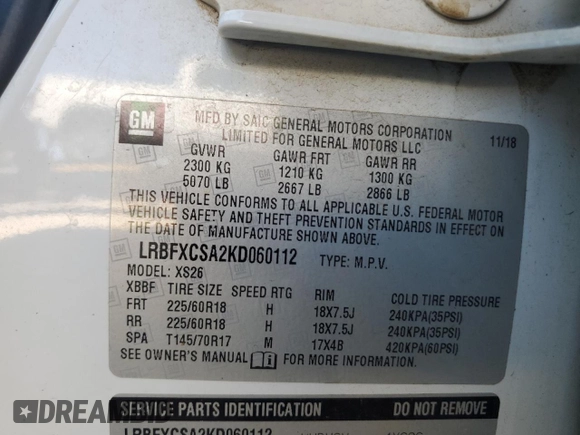 GM
MFD BY SAIC GENERAL MOTORS CORPORATION
LIMITED FOR GENERAL MOTORS LLC
11/18
GVWR GAWR FRT GAWR RR
2300 KG 1210 KG 1300 KG
5070 LB 2667 LB 2866 LB
THIS VEHICLE CONFORMS TO ALL APPLICABLE U.S. FEDERAL MOTOR
VEHICLE SAFETY AND THEFT PREVENTION STANDARDS IN EFFECT ON
THE DATE OF MANUFACTURE SHOWN ABOVE.
LRBFXCSA2KD060112 TYPE: M.P.V.
MODEL: XS26
XBBF TIRE SIZE SPEED RTG RIM COLD TIRE PRESSURE
FRT 225/60R18 H 18X7.5J 240KPA(35PSI)
RR 225/60R18 H 18X7.5J 240KPA(35PSI)
SPA T145/70R17 M 17X4B 420KPA(60PSI)
SEE OWNER'S MANUAL FOR MORE INFORMATION.
SERVICE PARTS IDENTIFICATION DO NOT REMOVE
LRBFXCSA2KD060112
DREAMBID